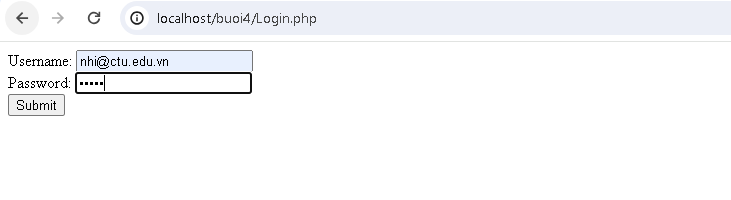 localhost/buoi4/Login.php
Username: nhi@ctu.edu.vn
Password: •••••
Submit